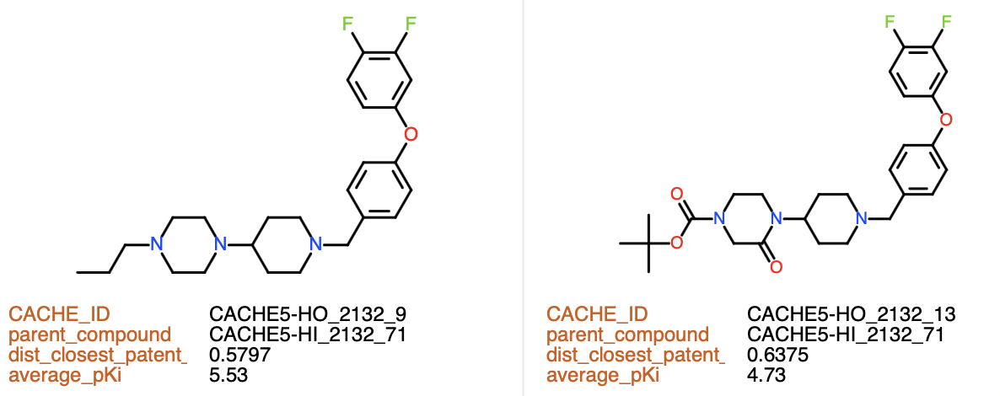 F F
O
N N N
CACHE_ID CACHE5-HO_2132_9
parent_compound CACHE5-HI_2132_71
dist_closest_patent_ 0.5797
average_pKi 5.53
F F
O
O
N N N
O
O
CACHE_ID CACHE5-HO_2132_13
parent_compound CACHE5-HI_2132_71
dist_closest_patent_ 0.6375
average_pKi 4.73